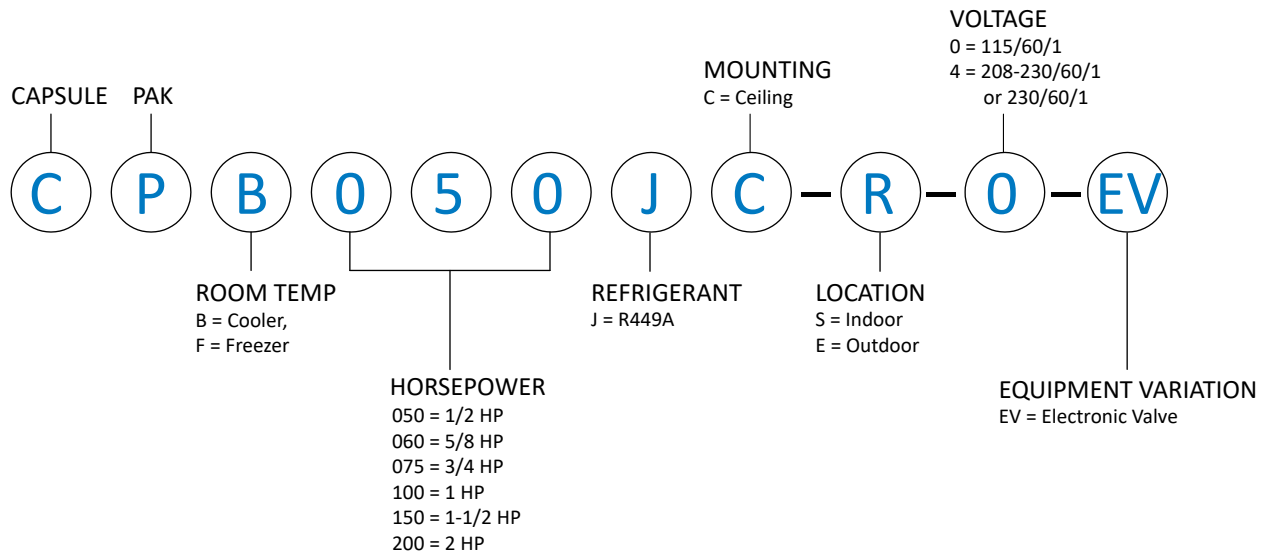 VOLTAGE
0 = 115/60/1
4 = 208-230/60/1
or 230/60/1
MOUNTING
C = Ceiling
CAPSULE PAK
C P B 0 5 0 J C – R – 0 – EV
ROOM TEMP
B = Cooler,
F = Freezer
HORSEPOWER
050 = 1/2 HP
060 = 5/8 HP
075 = 3/4 HP
100 = 1 HP
150 = 1-1/2 HP
200 = 2 HP
REFRIGERANT
J = R449A
LOCATION
S = Indoor
E = Outdoor
EQUIPMENT VARIATION
EV = Electronic Valve